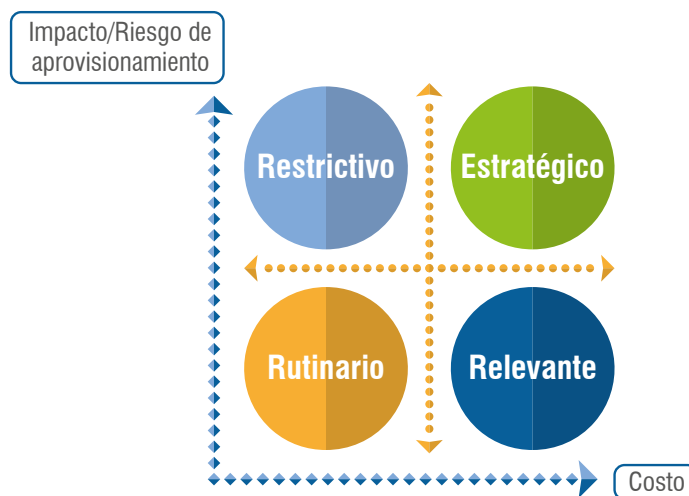 Impacto/Riesgo de
aprovisionamiento
Restrictivo
Estratégico
Rutinario
Relevante
Costo